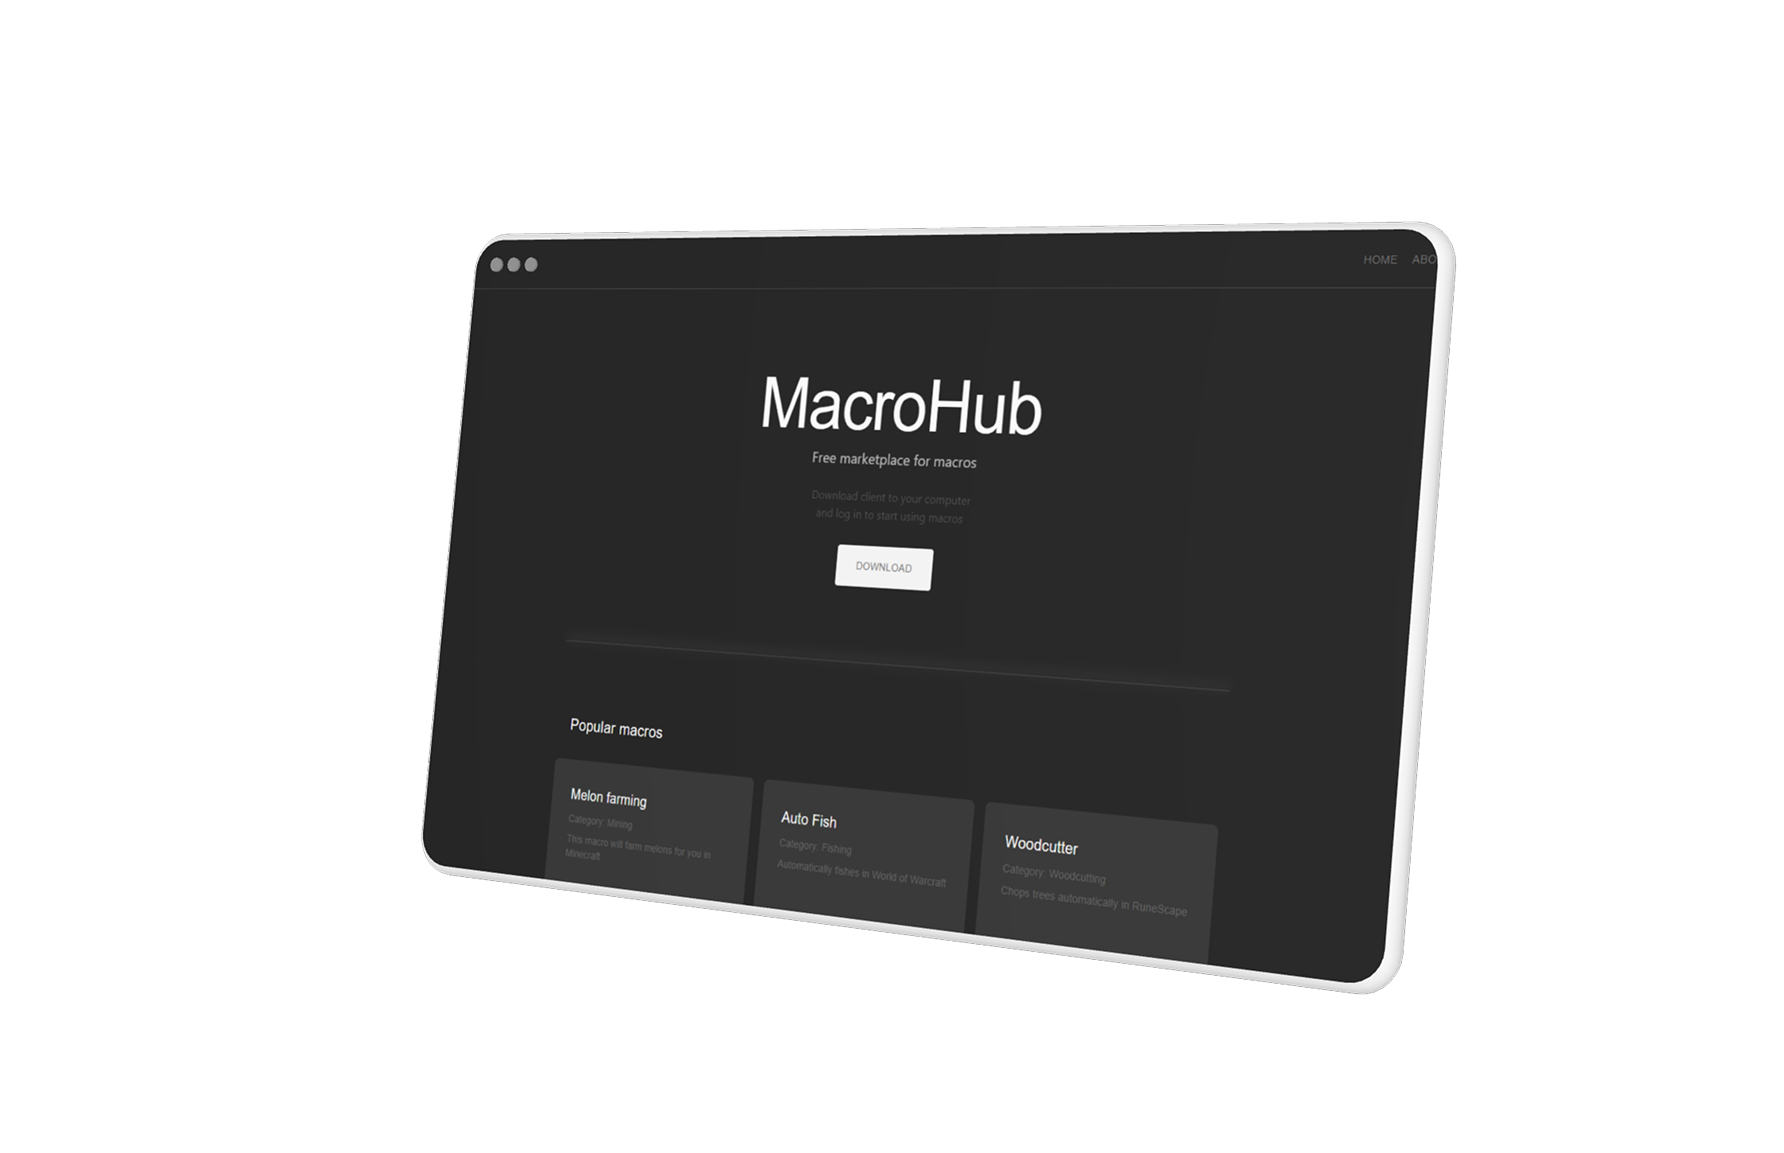 HOME ABO
MacroHub
Free marketplace for macros
Download client to your computer
and log in to start using macros
DOWNLOAD
Popular macros
Melon farming
Category: Mining
This macro will farm melons for you in
Minecraft
Auto Fish
Category: Fishing
Automatically fishes in World of Warcraft
Woodcutter
Category: Woodcutting
Chops trees automatically in RuneScape